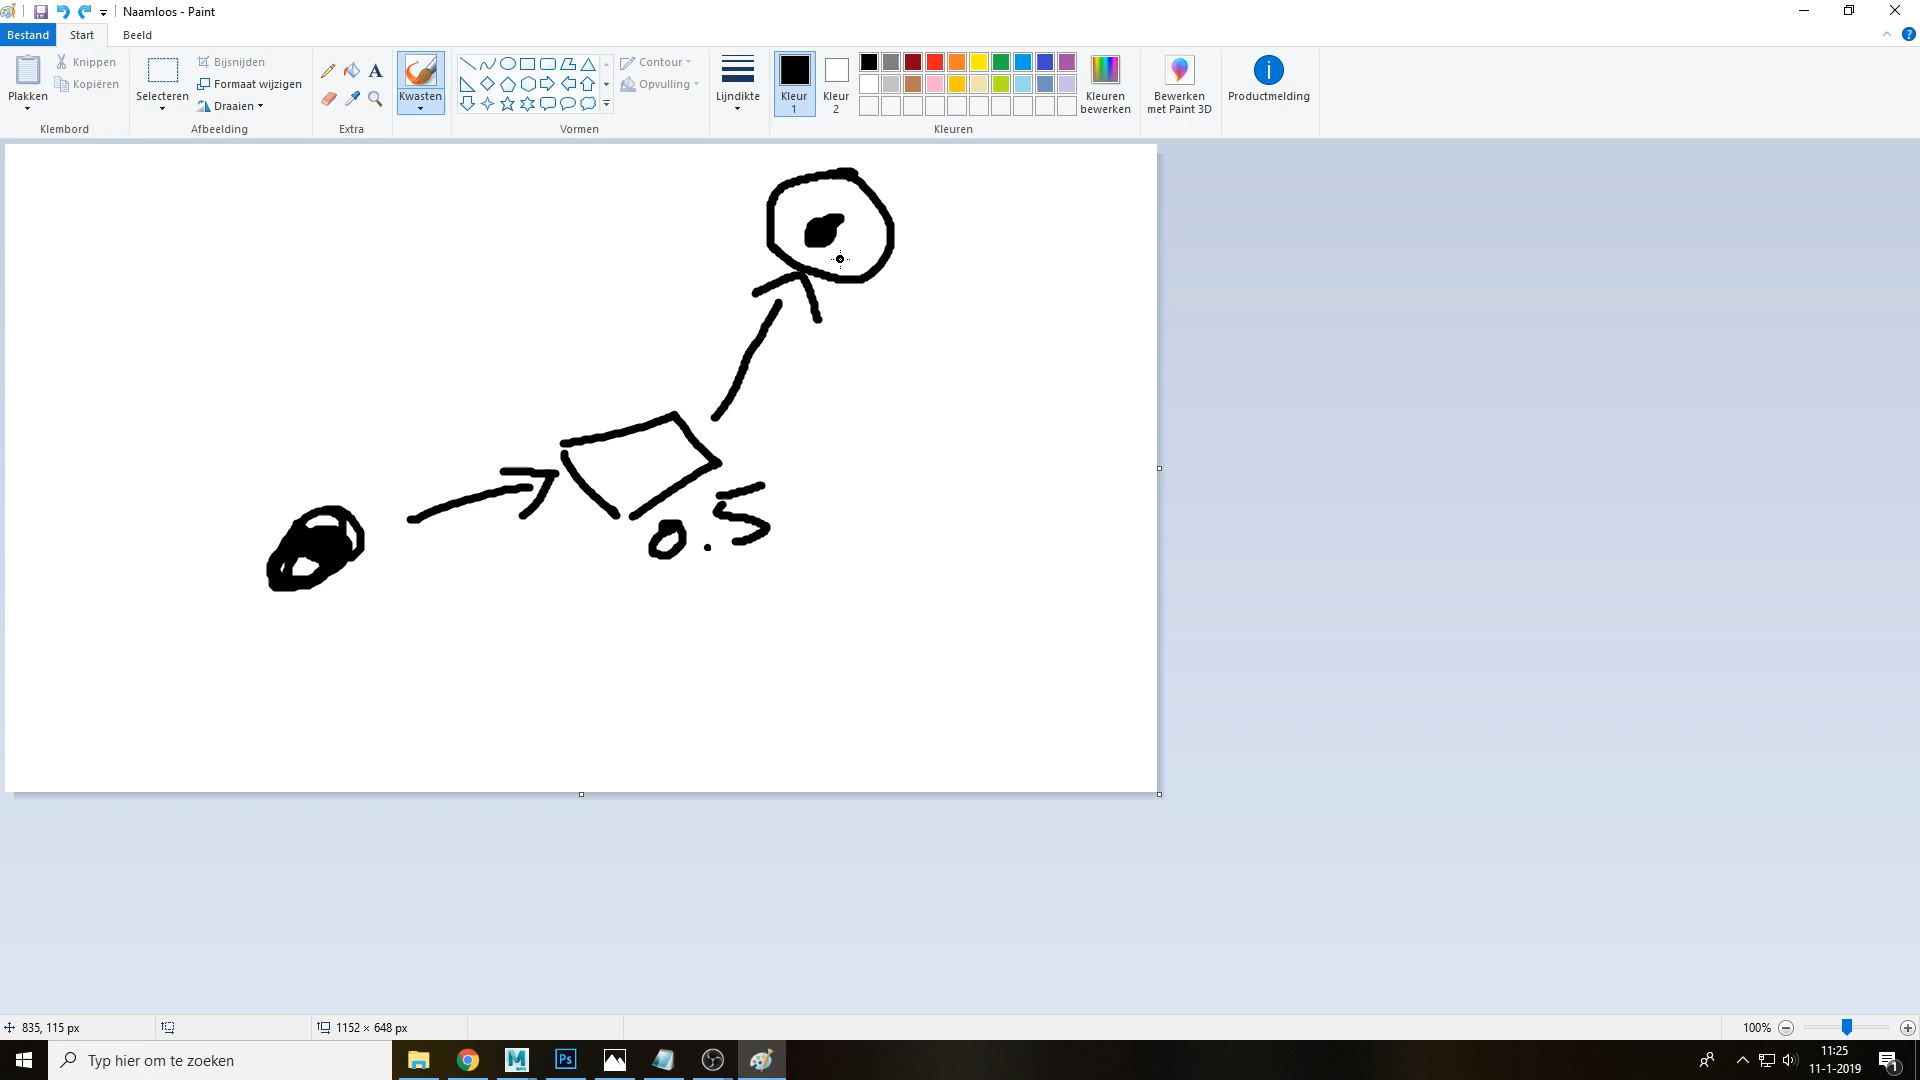 Naamloos - Paint
Bestand Start Beeld
Plakken
Knippen
Kopiëren
Klembord
Selecteren
Bijsnijden
Formaat wijzigen
Draaien
Afbeelding
Extra
Kwasten
Vormen
Contour
Opvulling
Lijndikte
Kleur
1
Kleur
2
Kleuren
bewerken
Kleuren
Bewerken
met Paint 3D
Productmelding
0.5
835, 115 px
1152 × 648 px
100%
Typ hier om te zoeken
Ps
11:25
11-1-2019
1